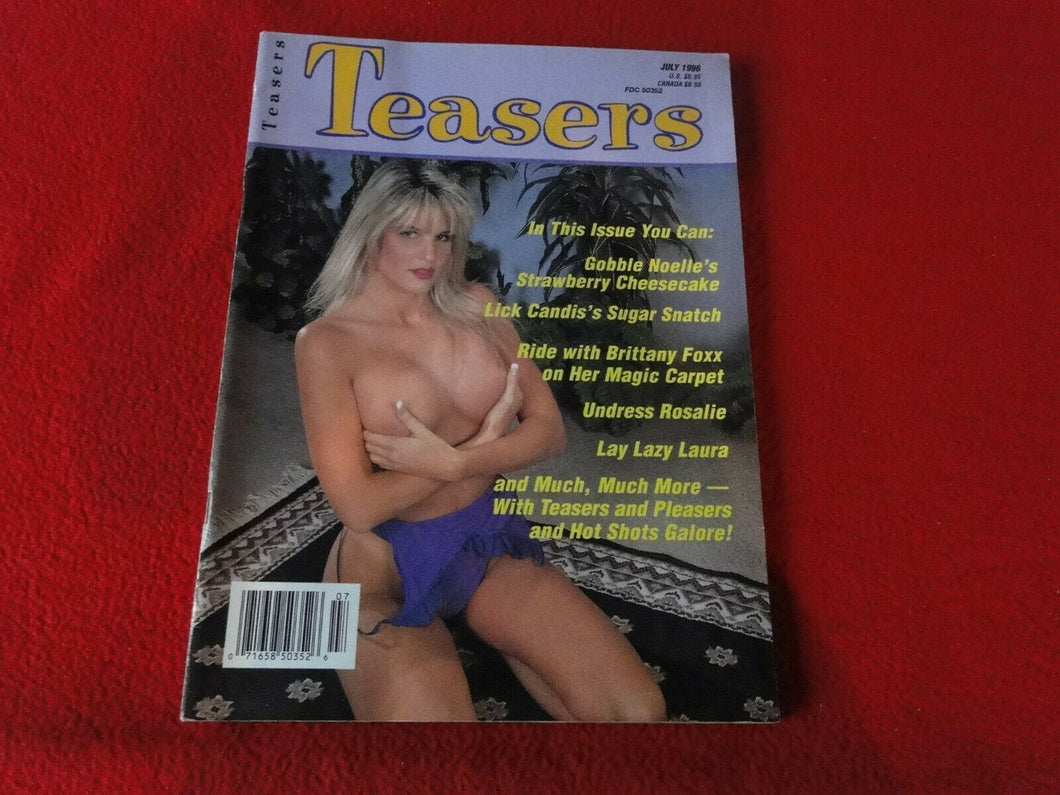 Teasers
Teasers
JULY 1996
U.S. $5.95
CANADA $6.95
FDC 50352
In This Issue You Can:
Gobble Noelle's
Strawberry Cheesecake
Lick Candis's Sugar Snatch
Ride with Brittany Foxx
on Her Magic Carpet
Undress Rosalie
Lay Lazy Laura
and Much, Much More —
With Teasers and Pleasers
and Hot Shots Galore!
07
0 71658 50352 6